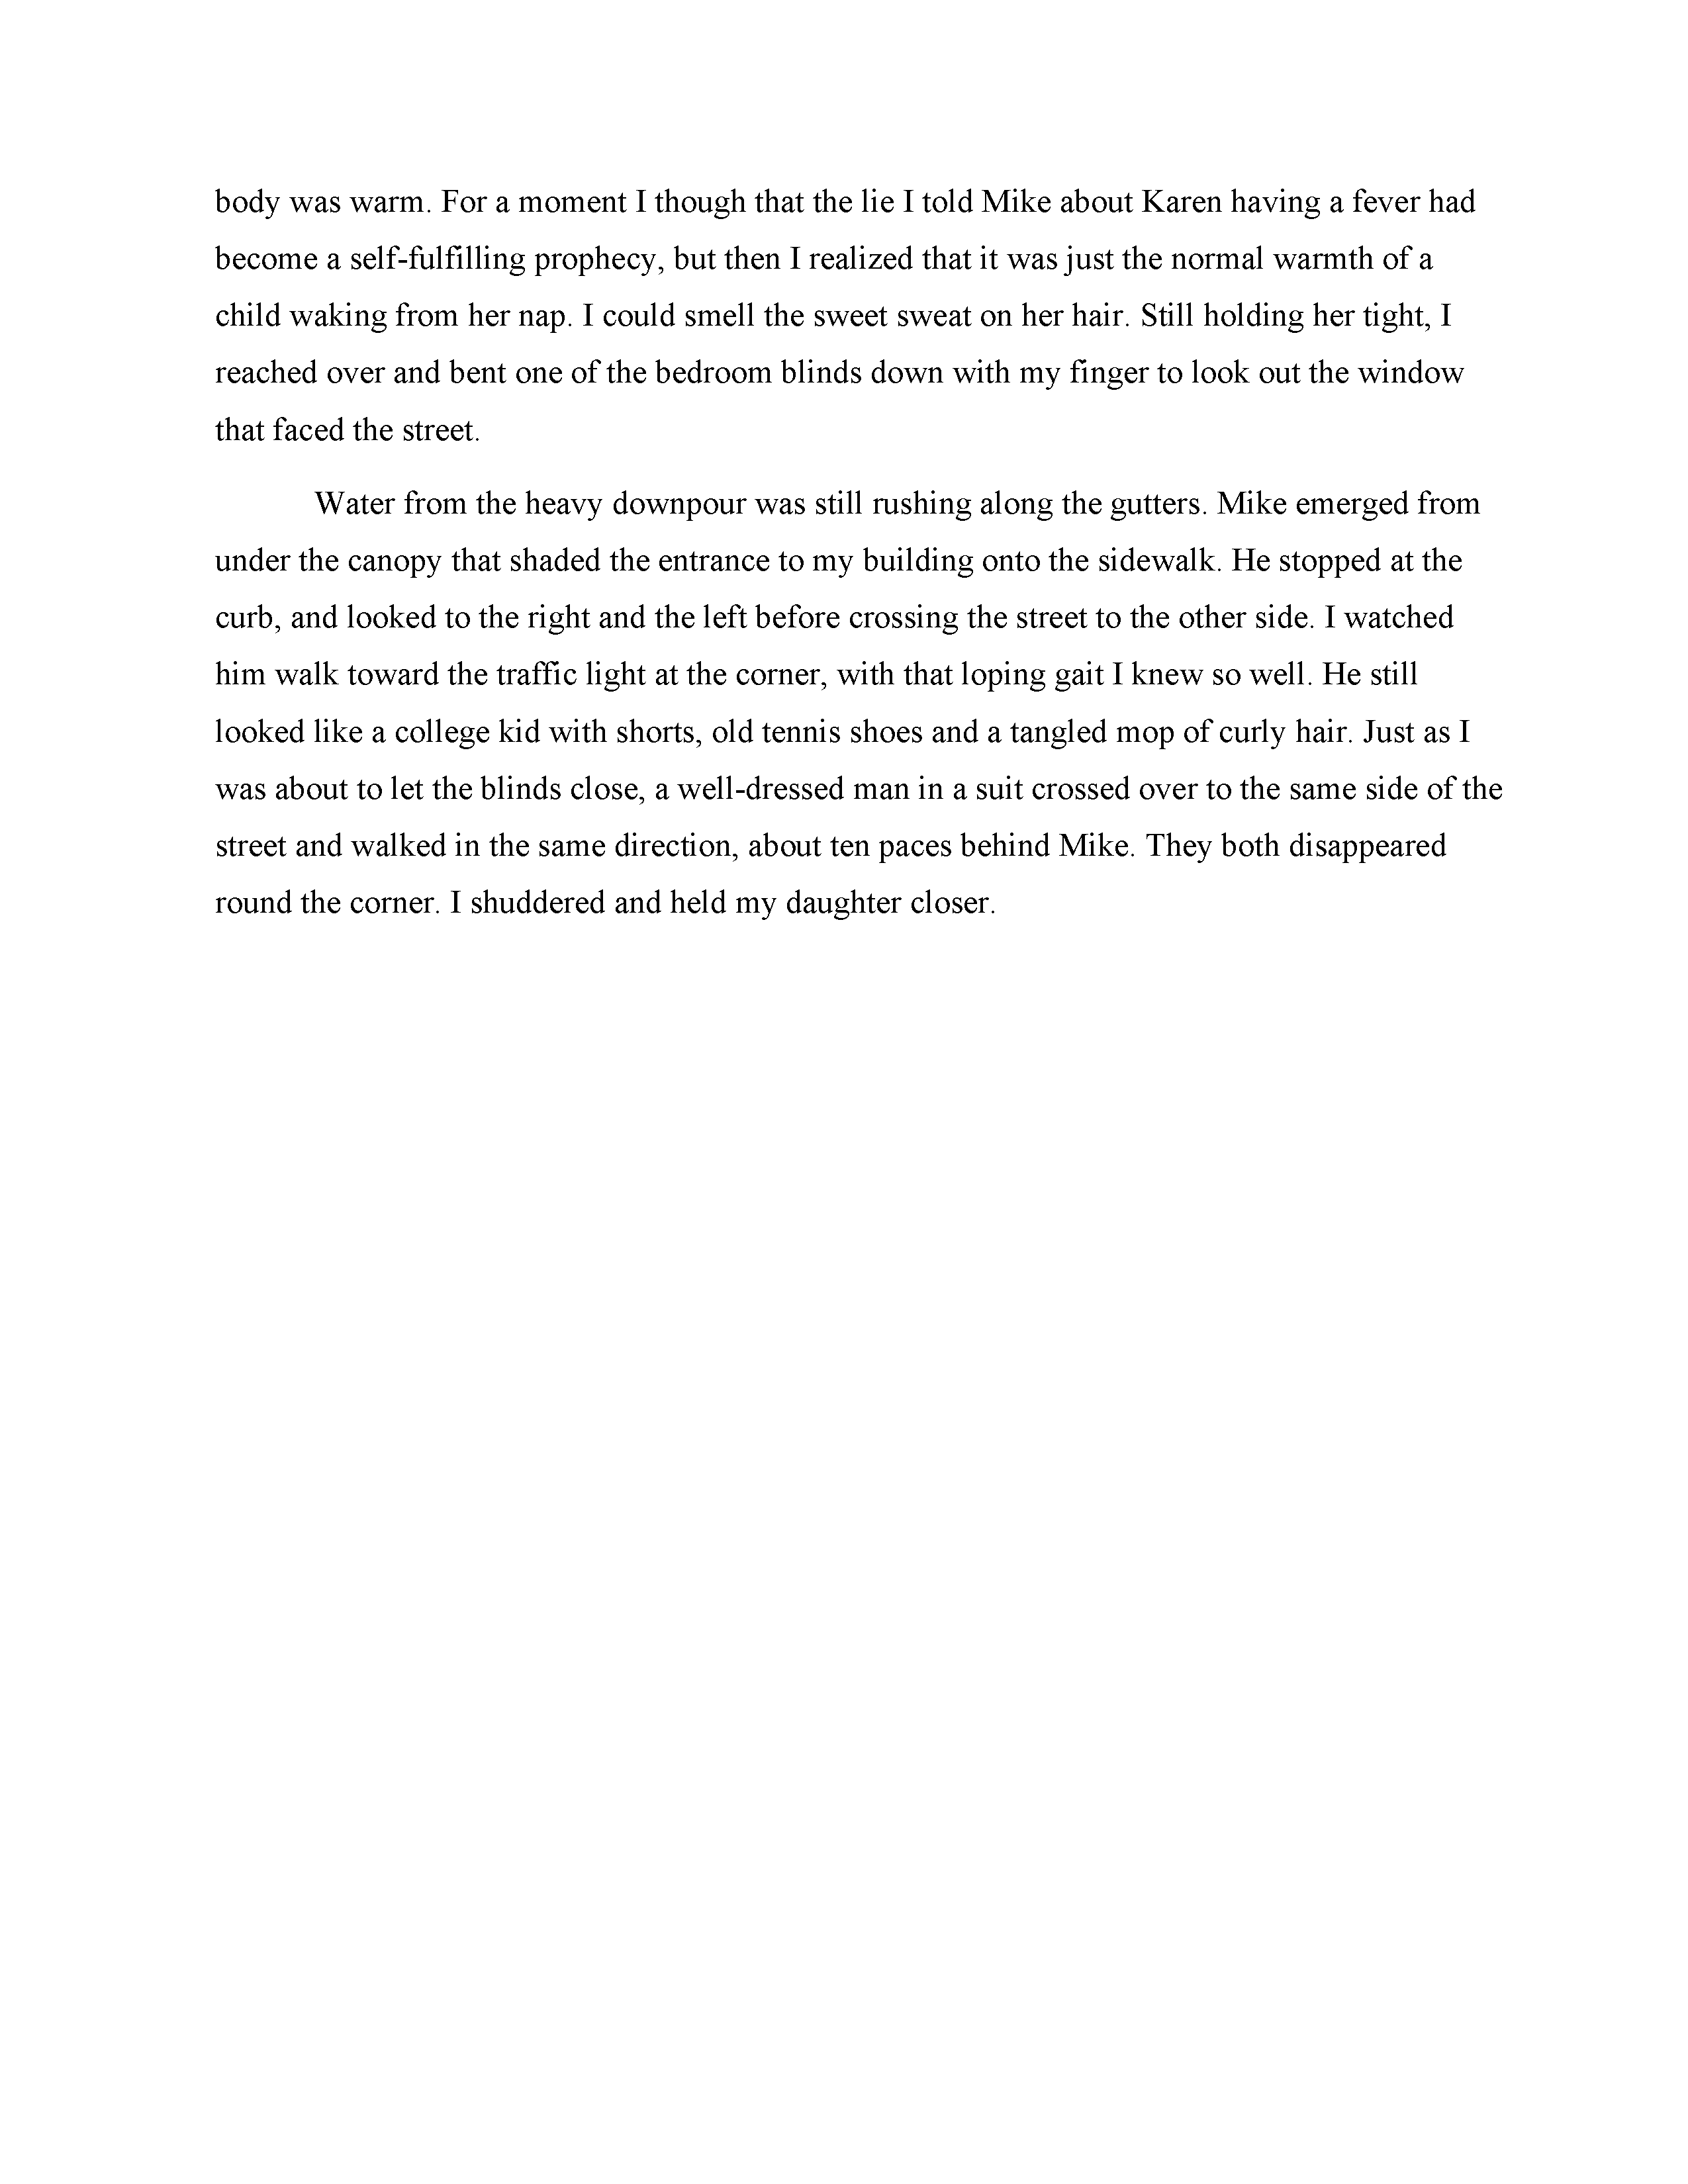 body was warm. For a moment I though that the lie I told Mike about Karen having a fever had
become a self-fulfilling prophecy, but then I realized that it was just the normal warmth of a
child waking from her nap. I could smell the sweet sweat on her hair. Still holding her tight, I
reached over and bent one of the bedroom blinds down with my finger to look out the window
that faced the street.
Water from the heavy downpour was still rushing along the gutters. Mike emerged from
under the canopy that shaded the entrance to my building onto the sidewalk. He stopped at the
curb, and looked to the right and the left before crossing the street to the other side. I watched
him walk toward the traffic light at the corner, with that loping gait I knew so well. He still
looked like a college kid with shorts, old tennis shoes and a tangled mop of curly hair. Just as I
was about to let the blinds close, a well-dressed man in a suit crossed over to the same side of the
street and walked in the same direction, about ten paces behind Mike. They both disappeared
round the corner. I shuddered and held my daughter closer.